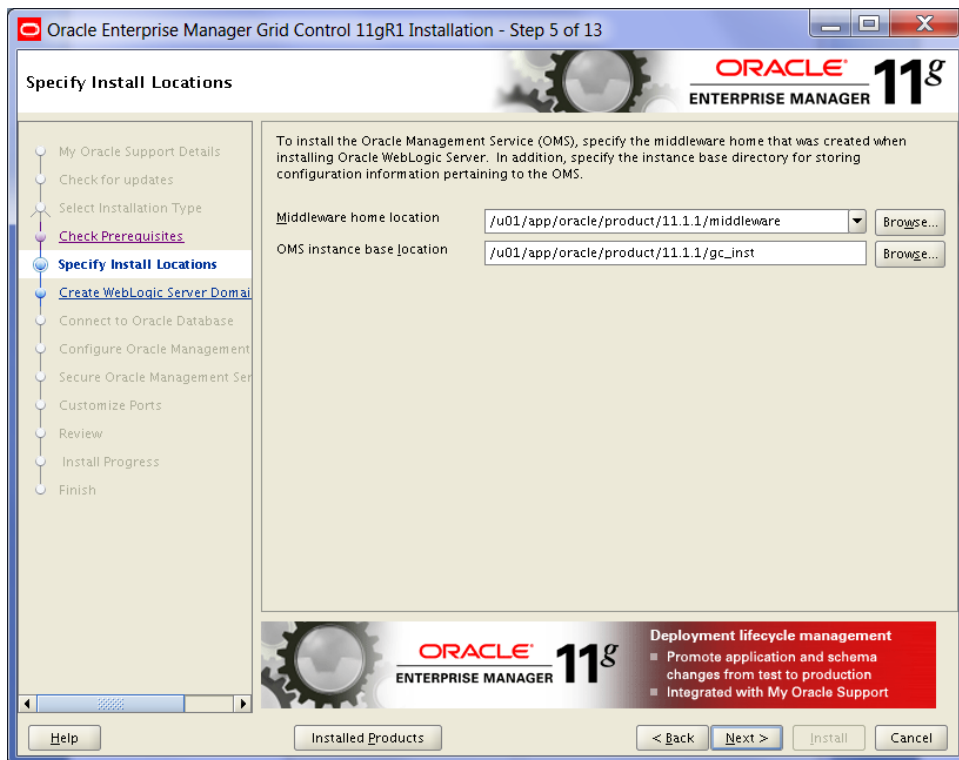 Oracle Enterprise Manager Grid Control 11gR1 Installation - Step 5 of 13
Specify Install Locations
ORACLE®
ENTERPRISE MANAGER 11g
My Oracle Support Details
Check for updates
Select Installation Type
Check Prerequisites
Specify Install Locations
Create WebLogic Server Domai
Connect to Oracle Database
Configure Oracle Management
Secure Oracle Management Ser
Customize Ports
Review
Install Progress
Finish
To install the Oracle Management Service (OMS), specify the middleware home that was created when
installing Oracle WebLogic Server. In addition, specify the instance base directory for storing
configuration information pertaining to the OMS.
Middleware home location /u01/app/oracle/product/11.1.1/middleware Browse...
OMS instance base location /u01/app/oracle/product/11.1.1/gc_inst Browse...
ORACLE®
ENTERPRISE MANAGER 11g
Deployment lifecycle management
Promote application and schema
changes from test to production
Integrated with My Oracle Support
Help Installed Products < Back Next > Install Cancel